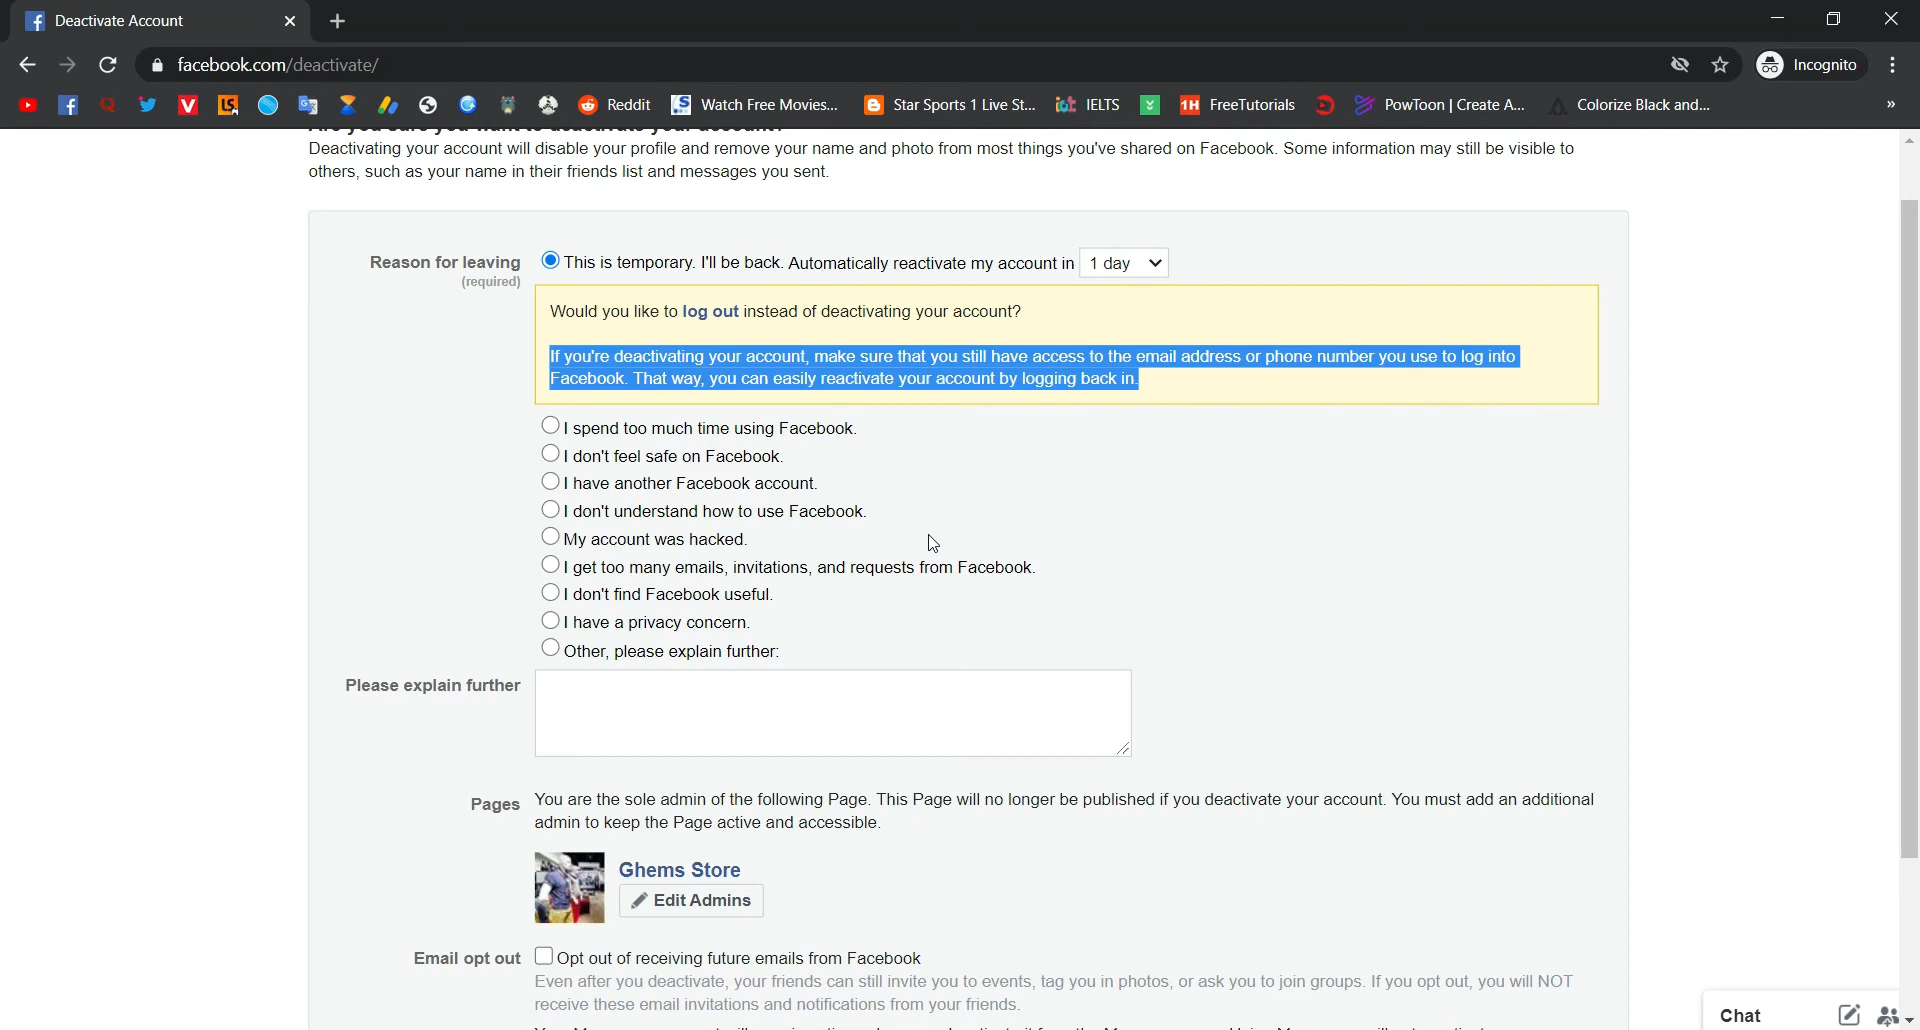 Deactivate Account
facebook.com/deactivate/
Incognito
Reddit
Watch Free Movies...
Star Sports 1 Live St...
IELTS
FreeTutorials
PowToon | Create A...
Colorize Black and...
»
Are you sure you want to deactivate your account?
Deactivating your account will disable your profile and remove your name and photo from most things you've shared on Facebook. Some information may still be visible to
others, such as your name in their friends list and messages you sent.
Reason for leaving
(required)
This is temporary. I'll be back. Automatically reactivate my account in 1 day
Would you like to log out instead of deactivating your account?
If you're deactivating your account, make sure that you still have access to the email address or phone number you use to log into
Facebook. That way, you can easily reactivate your account by logging back in.
I spend too much time using Facebook.
I don't feel safe on Facebook.
I have another Facebook account.
I don't understand how to use Facebook.
My account was hacked.
I get too many emails, invitations, and requests from Facebook.
I don't find Facebook useful.
I have a privacy concern.
Other, please explain further:
Please explain further
Pages
You are the sole admin of the following Page. This Page will no longer be published if you deactivate your account. You must add an additional
admin to keep the Page active and accessible.
Ghems Store
Edit Admins
Email opt out
Opt out of receiving future emails from Facebook
Even after you deactivate, your friends can still invite you to events, tag you in photos, or ask you to join groups. If you opt out, you will NOT
receive these email invitations and notifications from your friends.
Chat